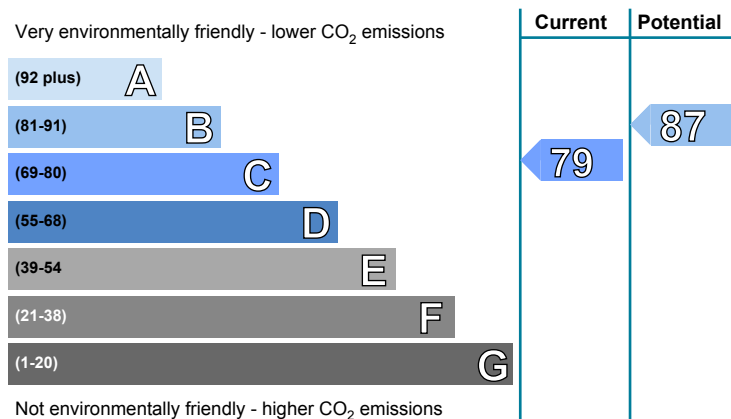 Very environmentally friendly - lower CO₂ emissions
Current
Potential
(92 plus) A
(81-91) B
87
(69-80) C
79
(55-68) D
(39-54 E
(21-38) F
(1-20) G
Not environmentally friendly - higher CO₂ emissions